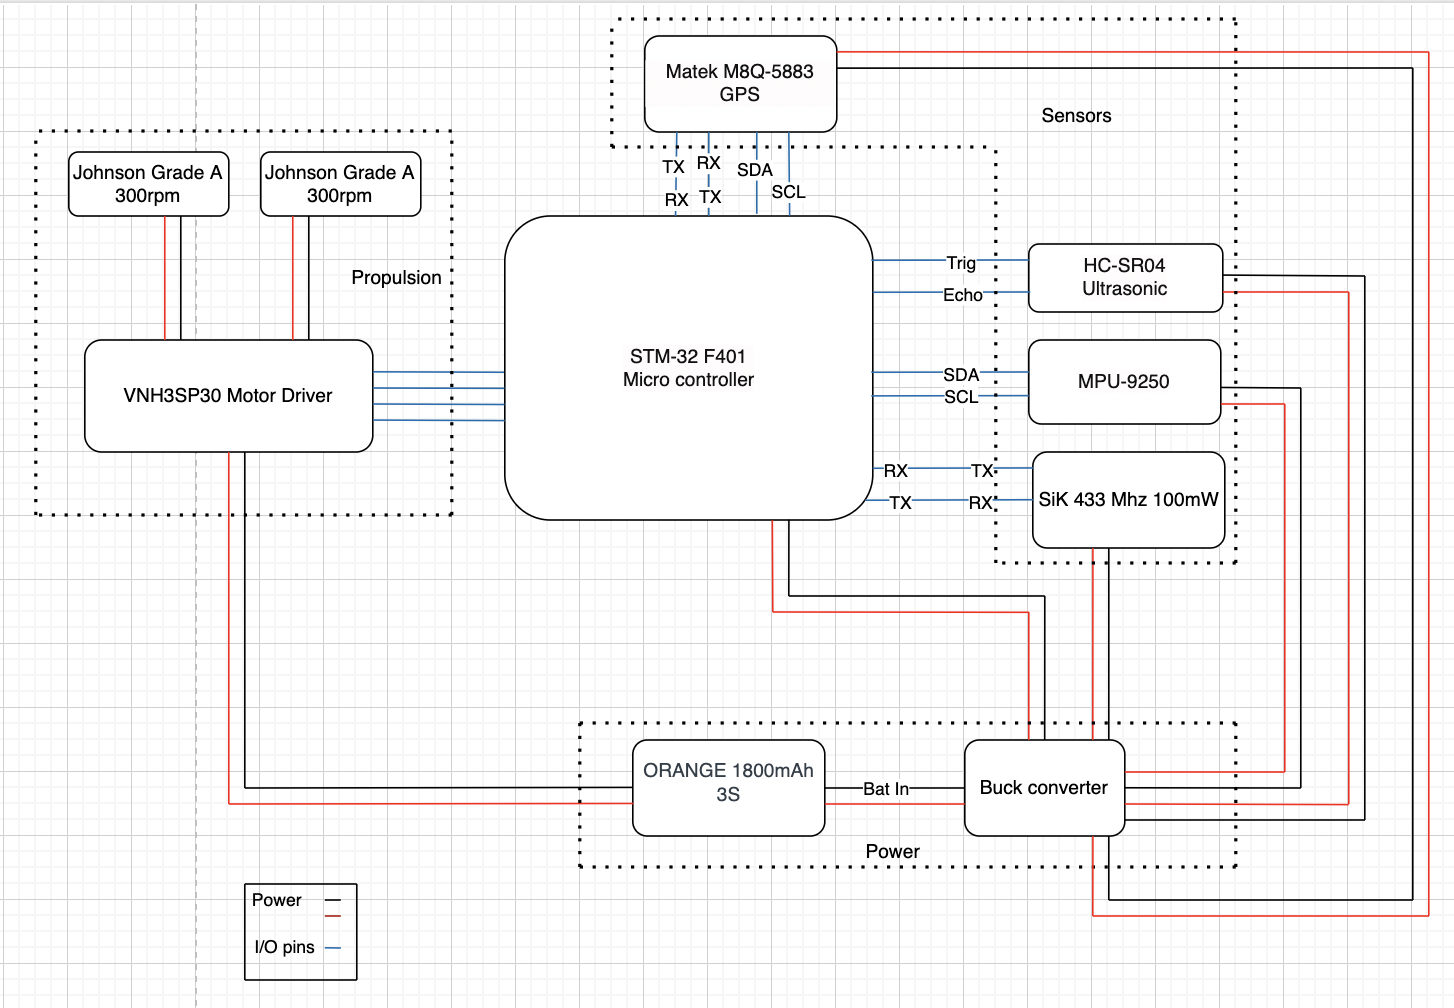 Matek M8Q-5883
GPS
Sensors
Johnson Grade A
300rpm
Johnson Grade A
300rpm
TX
RX
SDA
SCL
RX
TX
Propulsion
Trig
Echo
HC-SR04
Ultrasonic
STM-32 F401
Micro controller
VNH3SP30 Motor Driver
SDA
SCL
MPU-9250
RX
TX
TX
RX
SiK 433 Mhz 100mW
ORANGE 1800mAh
3S
Bat In
Buck converter
Power
Power
I/O pins